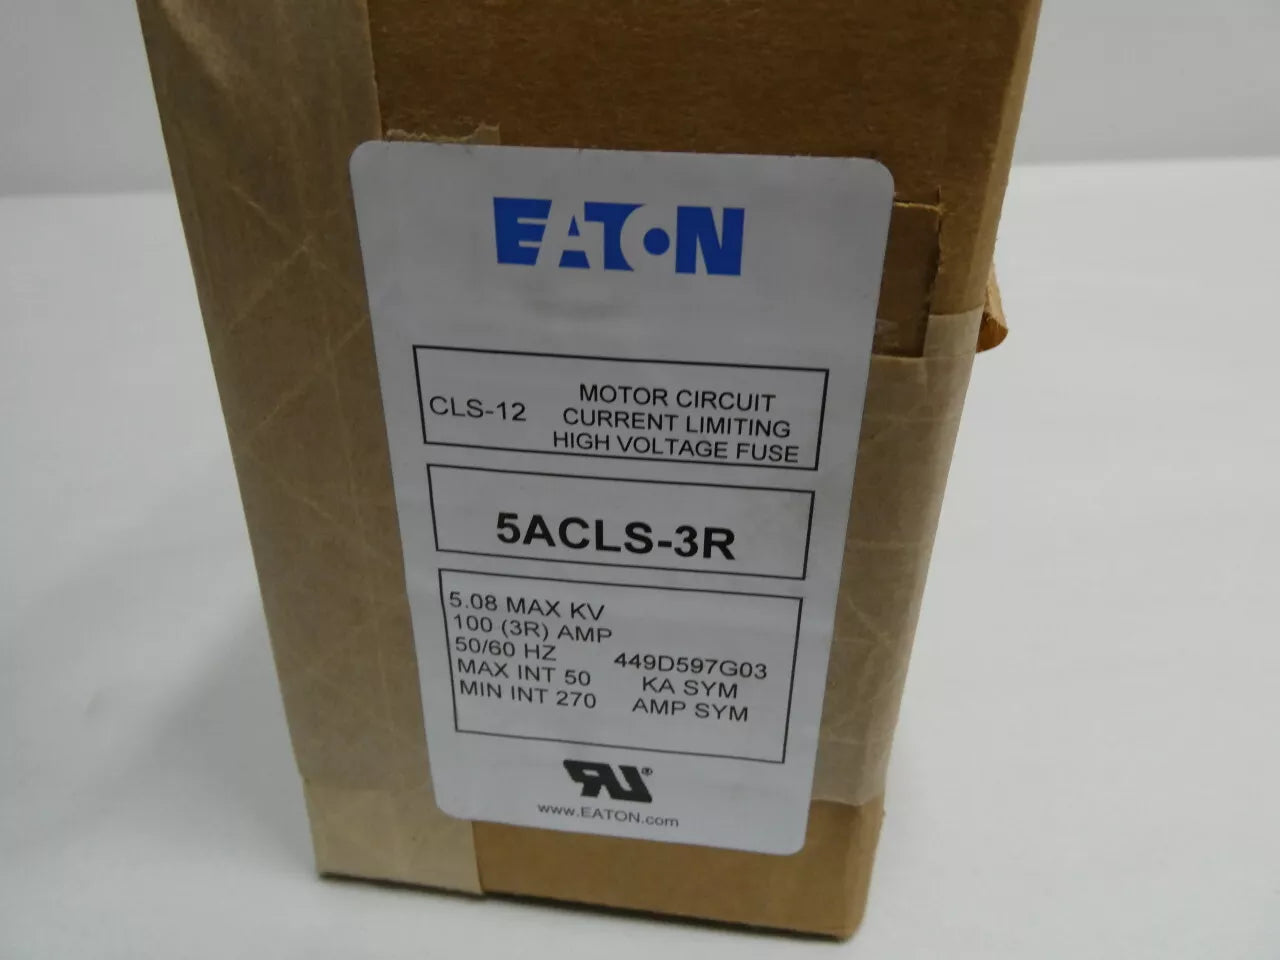 EATON
CLS-12
MOTOR CIRCUIT
CURRENT LIMITING
HIGH VOLTAGE FUSE
5ACLS-3R
5.08 MAX KV
100 (3R) AMP
50/60 HZ 449D597G03
MAX INT 50 KA SYM
MIN INT 270 AMP SYM
RU®
www.EATON.com